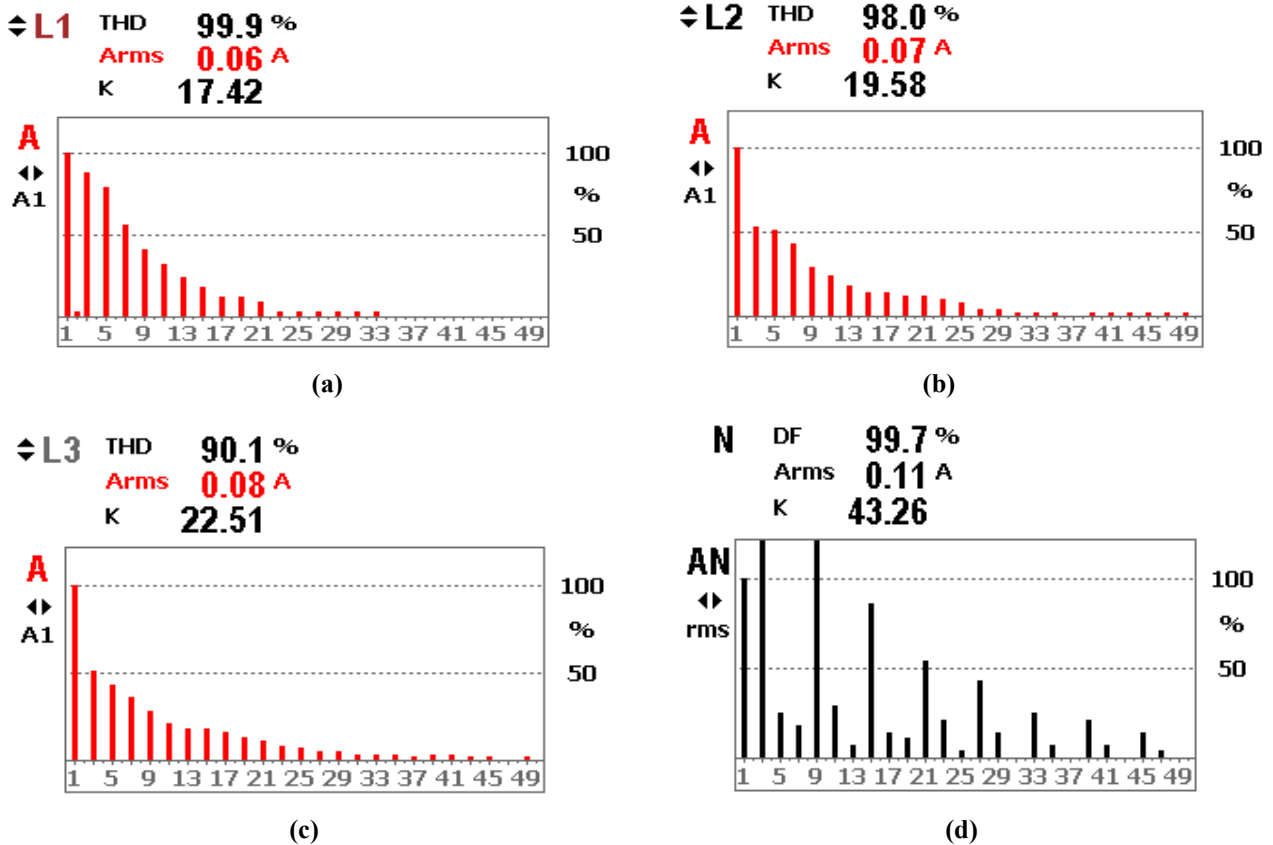 L1 THD 99.9 %
Arms 0.06 A
K 17.42
A
A1
100
%
50
1 5 9 13 17 21 25 29 33 37 41 45 49
(a)
L2 THD 98.0 %
Arms 0.07 A
K 19.58
A
A1
100
%
50
1 5 9 13 17 21 25 29 33 37 41 45 49
(b)
L3 THD 90.1 %
Arms 0.08 A
K 22.51
A
A1
100
%
50
1 5 9 13 17 21 25 29 33 37 41 45 49
(c)
N DF 99.7 %
Arms 0.11 A
K 43.26
AN
rms
100
%
50
1 5 9 13 17 21 25 29 33 37 41 45 49
(d)